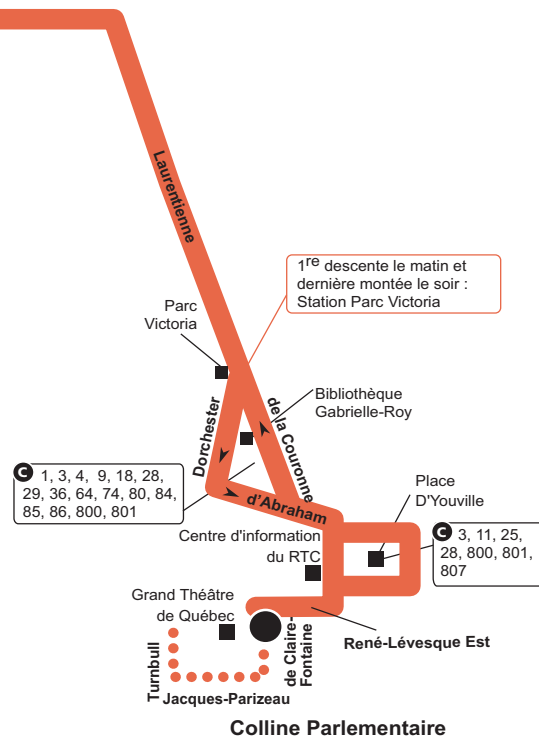 Laurentienne
1re descente le matin et
dernière montée le soir :
Station Parc Victoria
Parc
Victoria
Bibliothèque
Gabrielle-Roy
Dorchester
de la Couronne
C 1, 3, 4, 9, 18, 28,
29, 36, 64, 74, 80, 84,
85, 86, 800, 801
d'Abraham
Place
D'Youville
Centre d'information
du RTC
C 3, 11, 25,
28, 800, 801,
807
Grand Théâtre
de Québec
de Claire-
Fontaine
René-Lévesque Est
Turnbull
Jacques-Parizeau
Colline Parlementaire